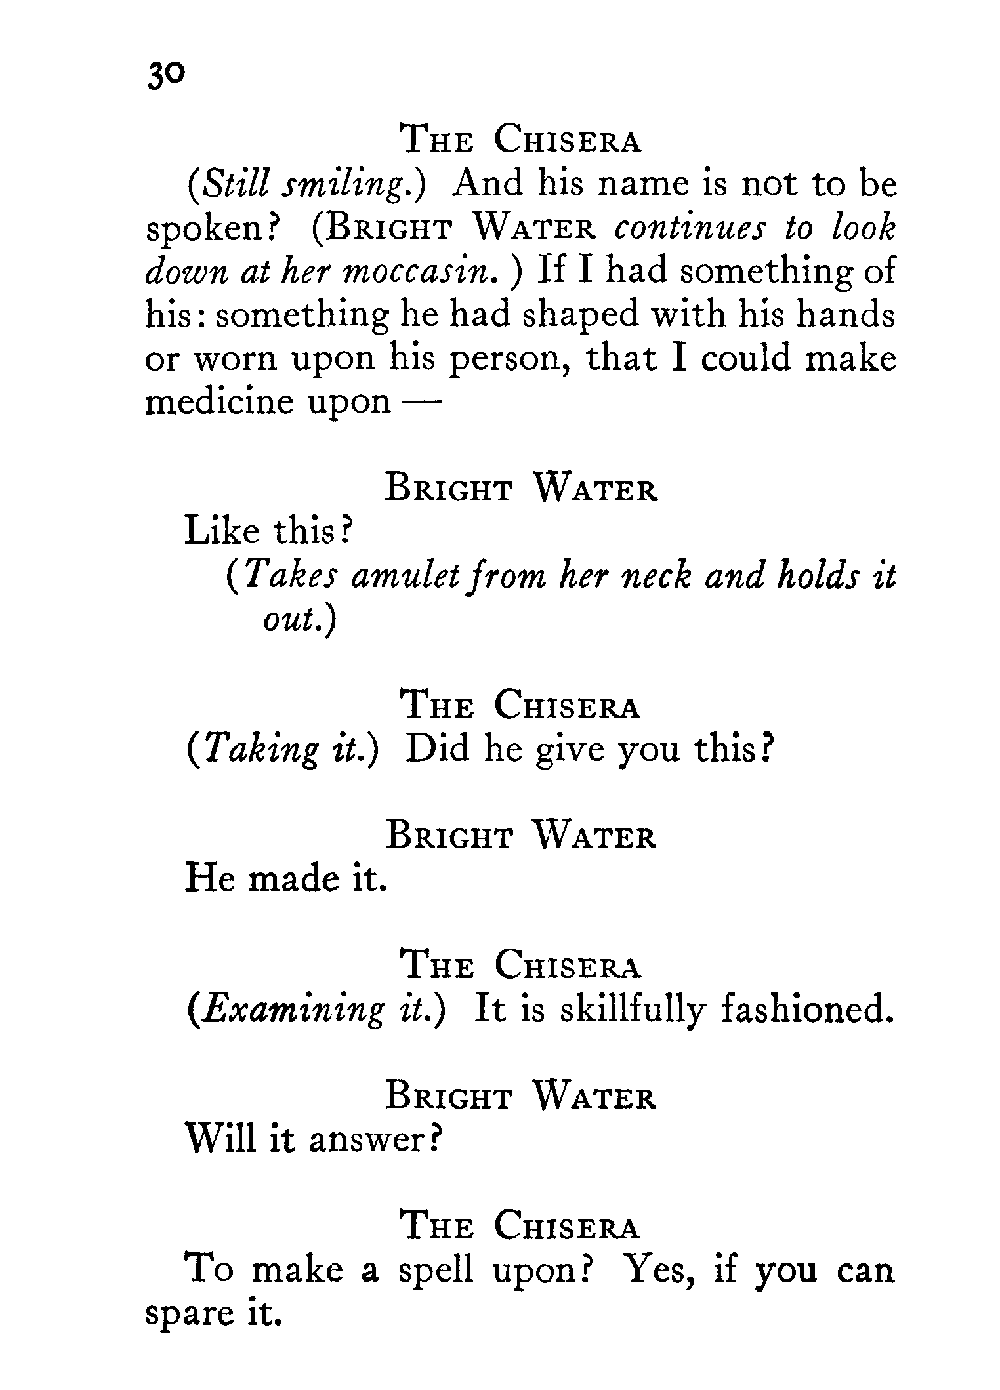 30
THE CHISERA
(Still smiling.) And his name is not to be
spoken? (BRIGHT WATER continues to look
down at her moccasin. ) If I had something of
his: something he had shaped with his hands
or worn upon his person, that I could make
medicine upon —
BRIGHT WATER
Like this?
(Takes amulet from her neck and holds it
out.)
THE CHISERA
(Taking it.) Did he give you this?
BRIGHT WATER
He made it.
THE CHISERA
(Examining it.) It is skillfully fashioned.
BRIGHT WATER
Will it answer?
THE CHISERA
To make a spell upon? Yes, if you can
spare it.